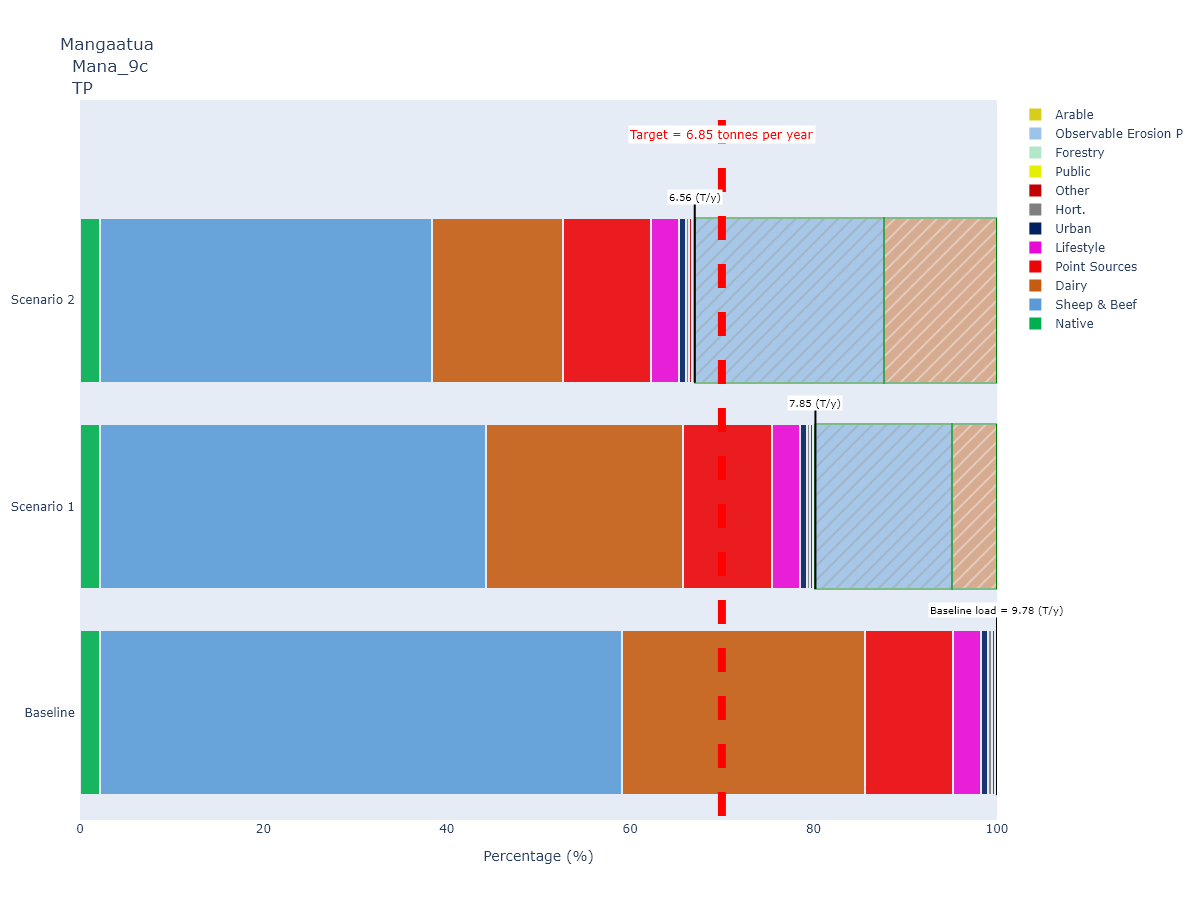 Mangaatua
Mana_9c
TP
Target = 6.85 tonnes per year
6.56 (T/y)
Scenario 2
7.85 (T/y)
Scenario 1
Baseline load = 9.78 (T/y)
Baseline
0 20 40 60 80 100
Percentage (%)
Arable
Observable Erosion P
Forestry
Public
Other
Hort.
Urban
Lifestyle
Point Sources
Dairy
Sheep & Beef
Native